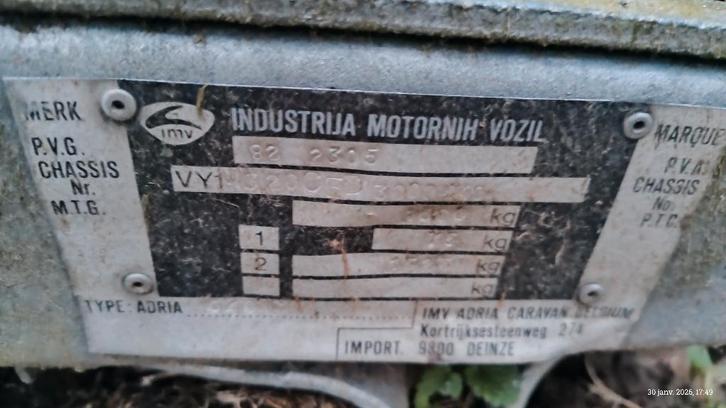 MERK imv INDUSTRIJA MOTORNIH VOZIL MARQUE
P.V.G. 82 2305 P.V.A.
CHASSIS Nr. VY1 CHASSIS No
M.T.G. kg P.T.C.
1 kg
2 kg
kg
TYPE: ADRIA IMV ADRIA CARAVAN BELGIUM
Kortrijksesteenweg 274
IMPORT. 9800 DEINZE
30 janv. 2026, 17:49